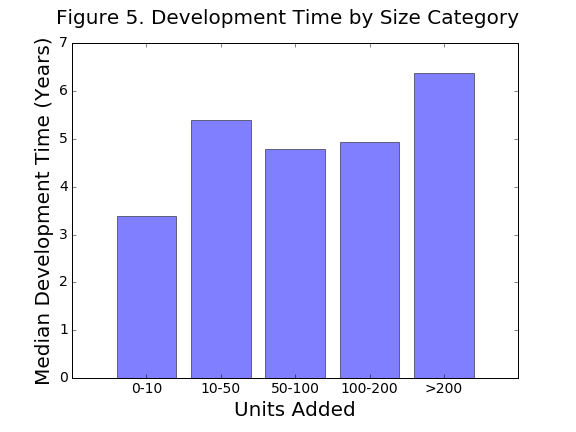 Figure 5. Development Time by Size Category
Median Development Time (Years)
7
6
5
4
3
2
1
0
0-10 10-50 50-100 100-200 >200
Units Added